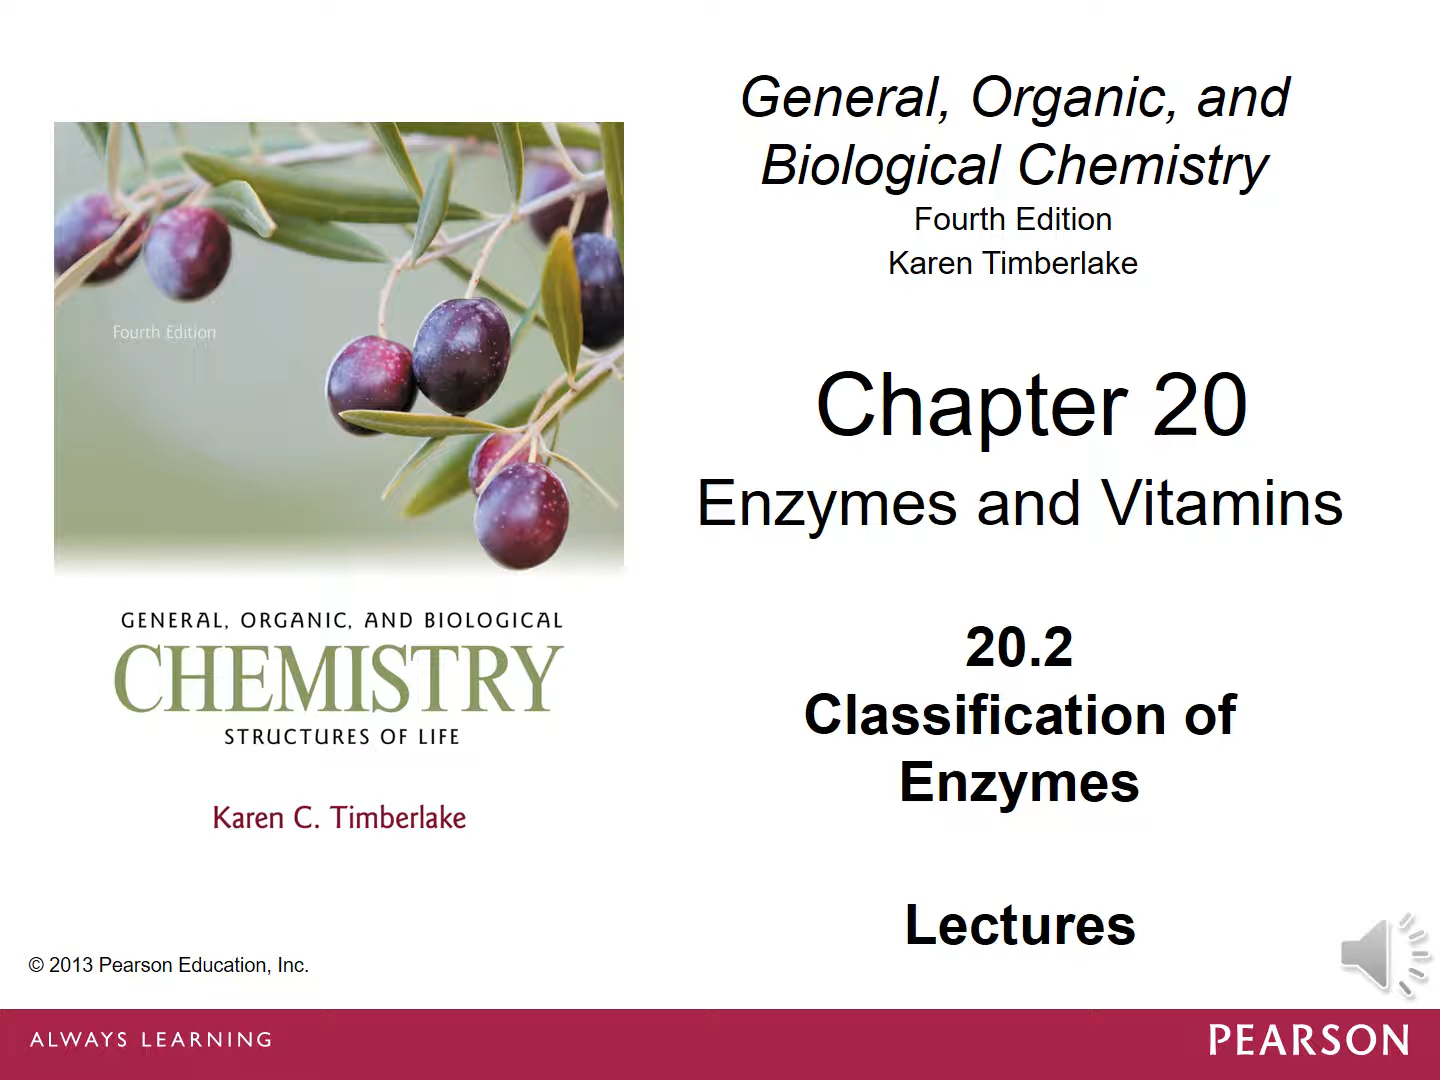 General, Organic, and
Biological Chemistry
Fourth Edition
Karen Timberlake
Fourth Edition
Chapter 20
Enzymes and Vitamins
GENERAL, ORGANIC, AND BIOLOGICAL
CHEMISTRY
STRUCTURES OF LIFE
Karen C. Timberlake
20.2
Classification of
Enzymes
Lectures
© 2013 Pearson Education, Inc.
ALWAYS LEARNING
PEARSON